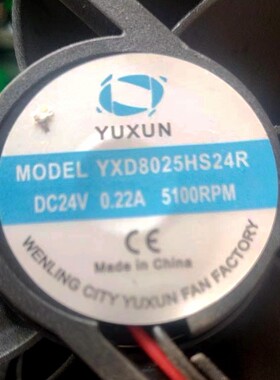 YUXUN
MODEL YXD8025HS24R
DC24V 0.22A 5100RPM
CE
Made in China
WENLING CITY YUXUN FAN FACTORY